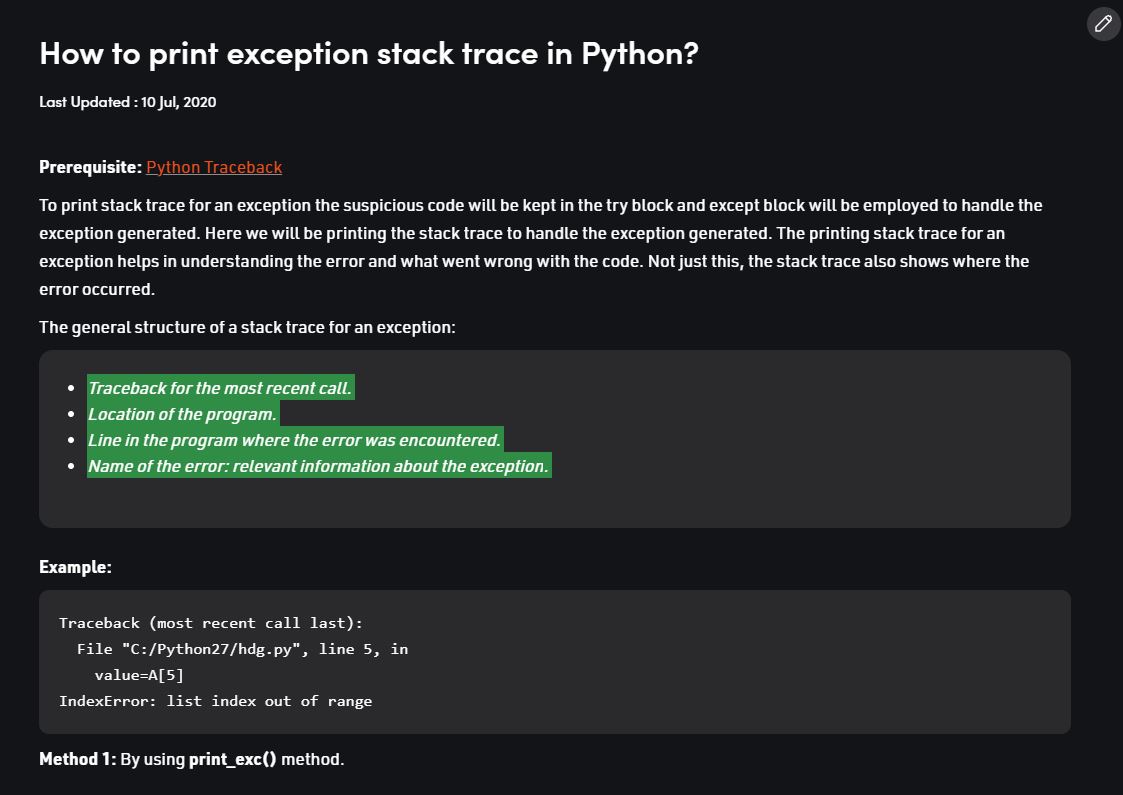 How to print exception stack trace in Python?
Last Updated : 10 Jul, 2020
Prerequisite: Python Traceback
To print stack trace for an exception the suspicious code will be kept in the try block and except block will be employed to handle the
exception generated. Here we will be printing the stack trace to handle the exception generated. The printing stack trace for an
exception helps in understanding the error and what went wrong with the code. Not just this, the stack trace also shows where the
error occurred.
The general structure of a stack trace for an exception:
• Traceback for the most recent call.
• Location of the program.
• Line in the program where the error was encountered.
• Name of the error: relevant information about the exception.
Example:
Traceback (most recent call last):
  File "C:/Python27/hdg.py", line 5, in
    value=A[5]
IndexError: list index out of range
Method 1: By using print_exc() method.